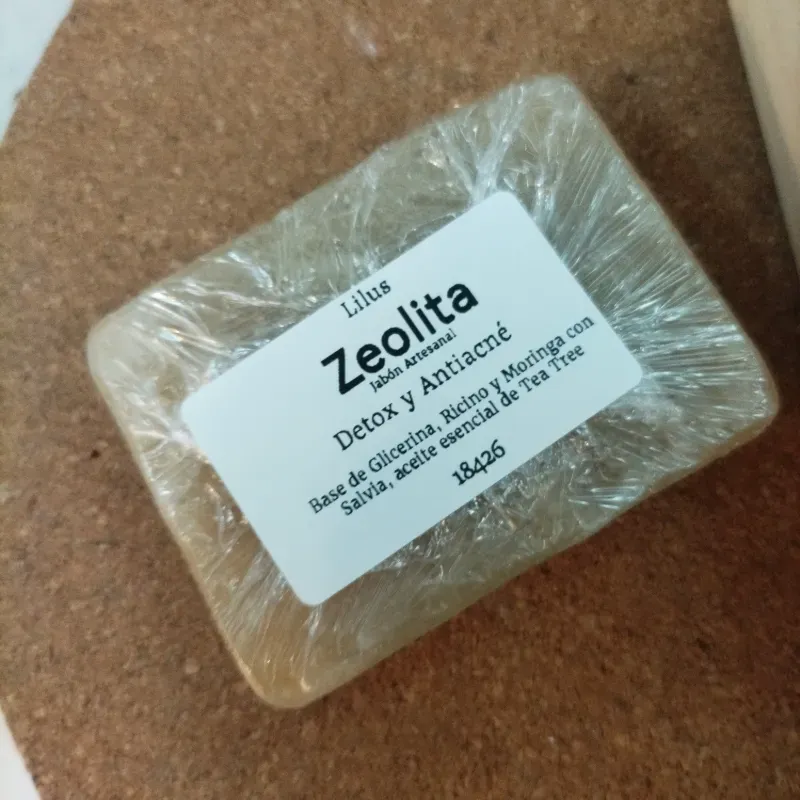 Lilus
Zeolita
Jabón Artesanal
Detox y Antiacné
Base de Glicerina, Ricino y Moringa con
Salvia, aceite esencial de Tea Tree
18426